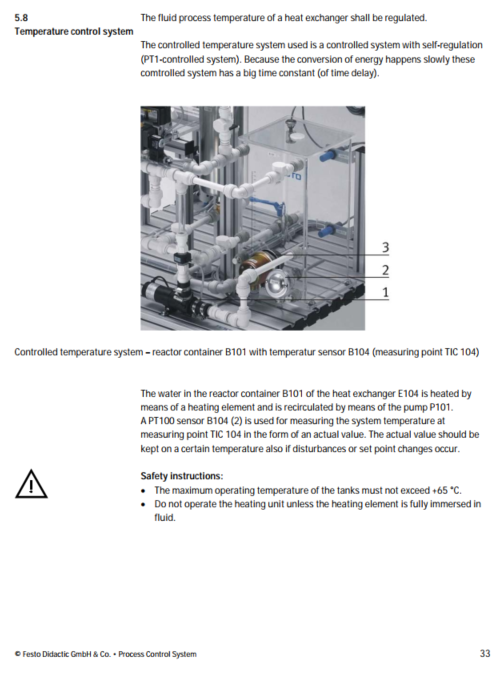 5.8
Temperature control system
The fluid process temperature of a heat exchanger shall be regulated.
The controlled temperature system used is a controlled system with self-regulation
(PT1-controlled system). Because the conversion of energy happens slowly these
comtrolled system has a big time constant (of time delay).
3
2
1
Controlled temperature system – reactor container B101 with temperatur sensor B104 (measuring point TIC 104)
The water in the reactor container B101 of the heat exchanger E104 is heated by
means of a heating element and is recirculated by means of the pump P101.
A PT100 sensor B104 (2) is used for measuring the system temperature at
measuring point TIC 104 in the form of an actual value. The actual value should be
kept on a certain temperature also if disturbances or set point changes occur.
Safety instructions:
• The maximum operating temperature of the tanks must not exceed +65 °C.
• Do not operate the heating unit unless the heating element is fully immersed in
fluid.
© Festo Didactic GmbH & Co. • Process Control System
33